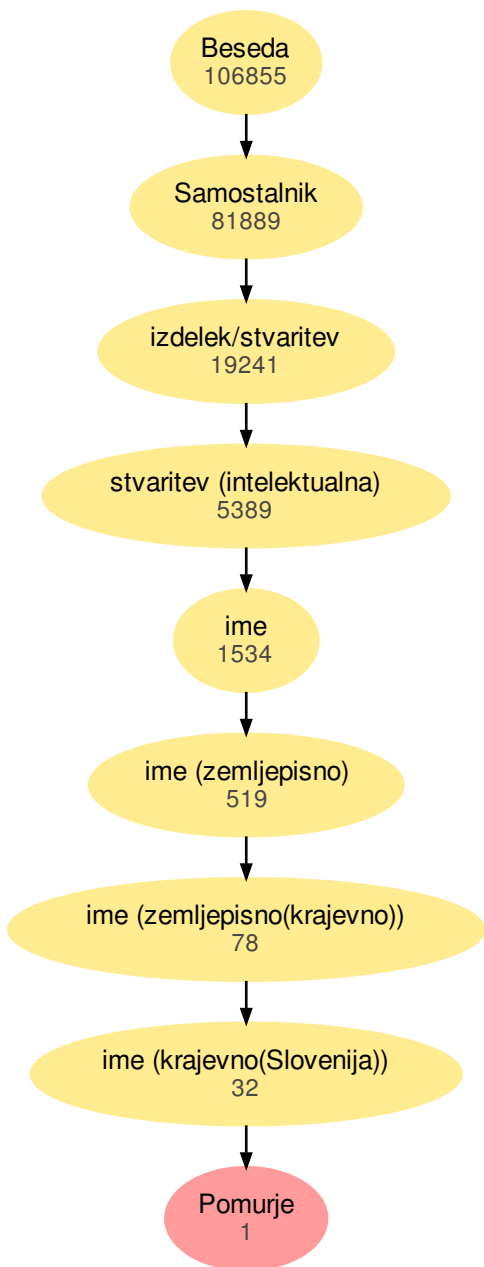 Beseda
106855
Samostalnik
81889
izdelek/stvaritev
19241
stvaritev (intelektualna)
5389
ime
1534
ime (zemljepisno)
519
ime (zemljepisno(krajevno))
78
ime (krajevno(Slovenija))
32
Pomurje
1